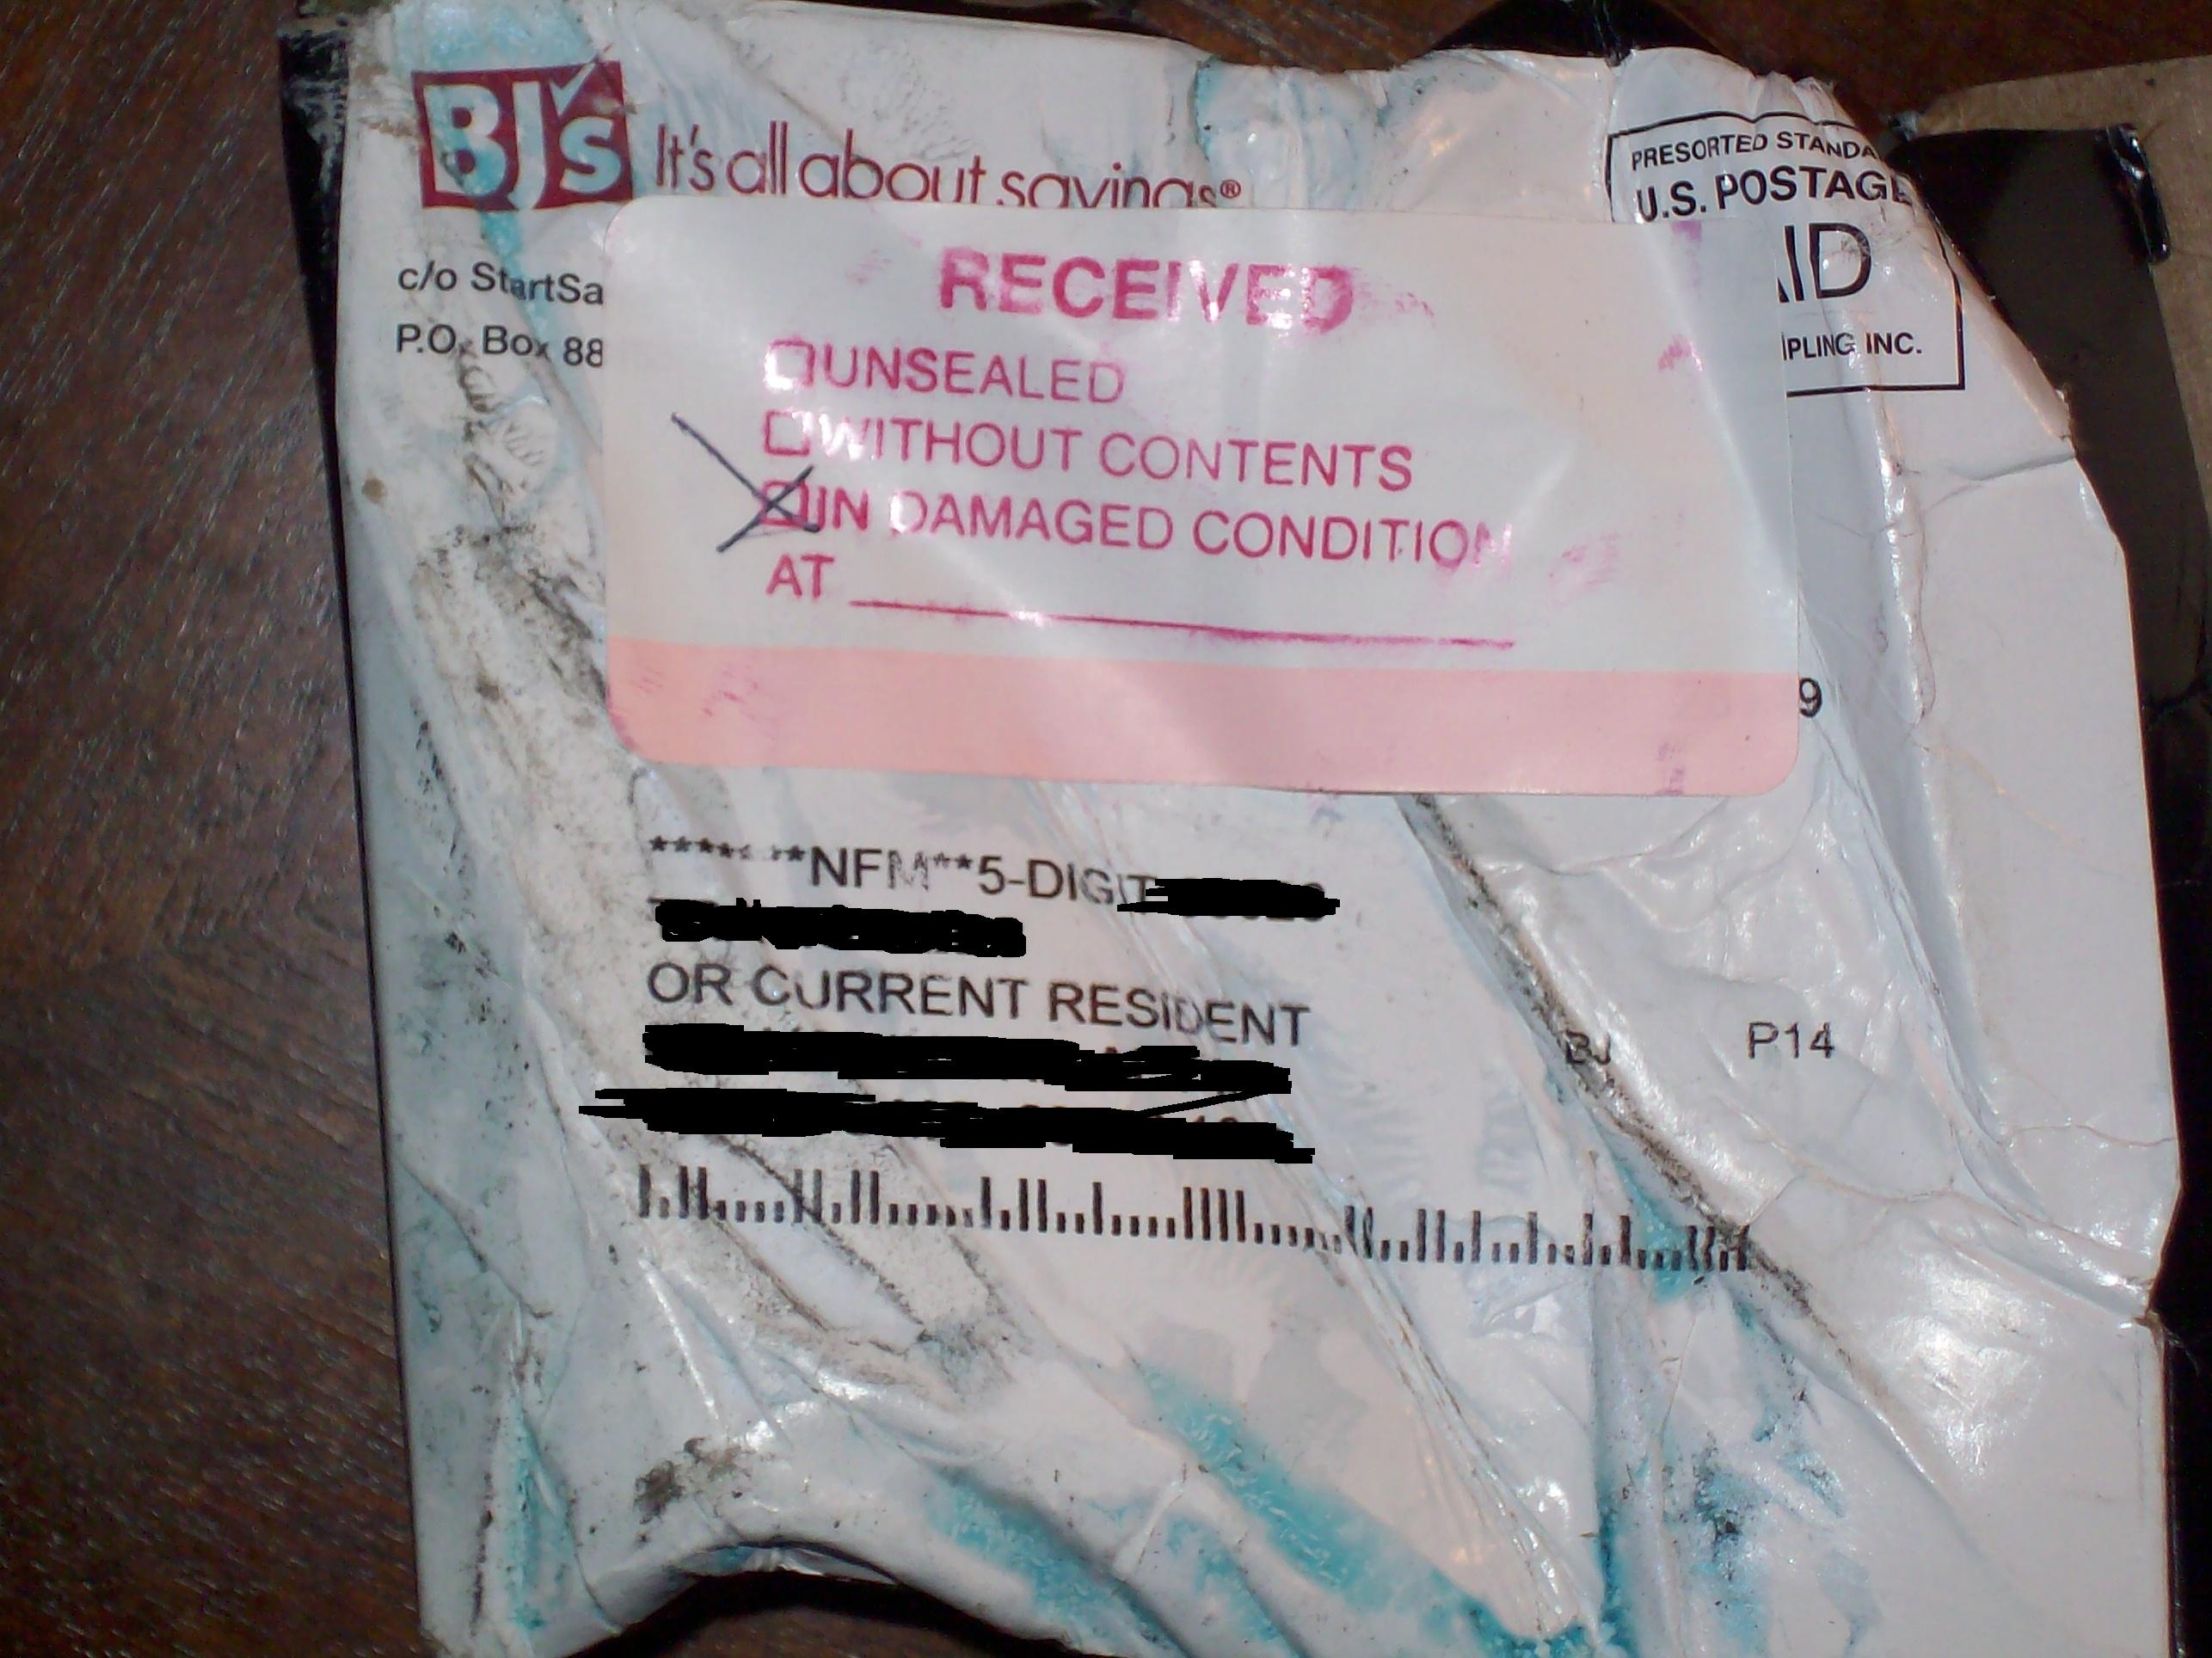 BJ's It's all about savings®
PRESORTED STANDA
U.S. POSTAGE
AID
IPLING INC.
c/o StartSa
P.O. Box 88
RECEIVED
UNSEALED
WITHOUT CONTENTS
IN DAMAGED CONDITION
AT
9
*******NFM**5-DIGIT
OR CURRENT RESIDENT
BJ P14